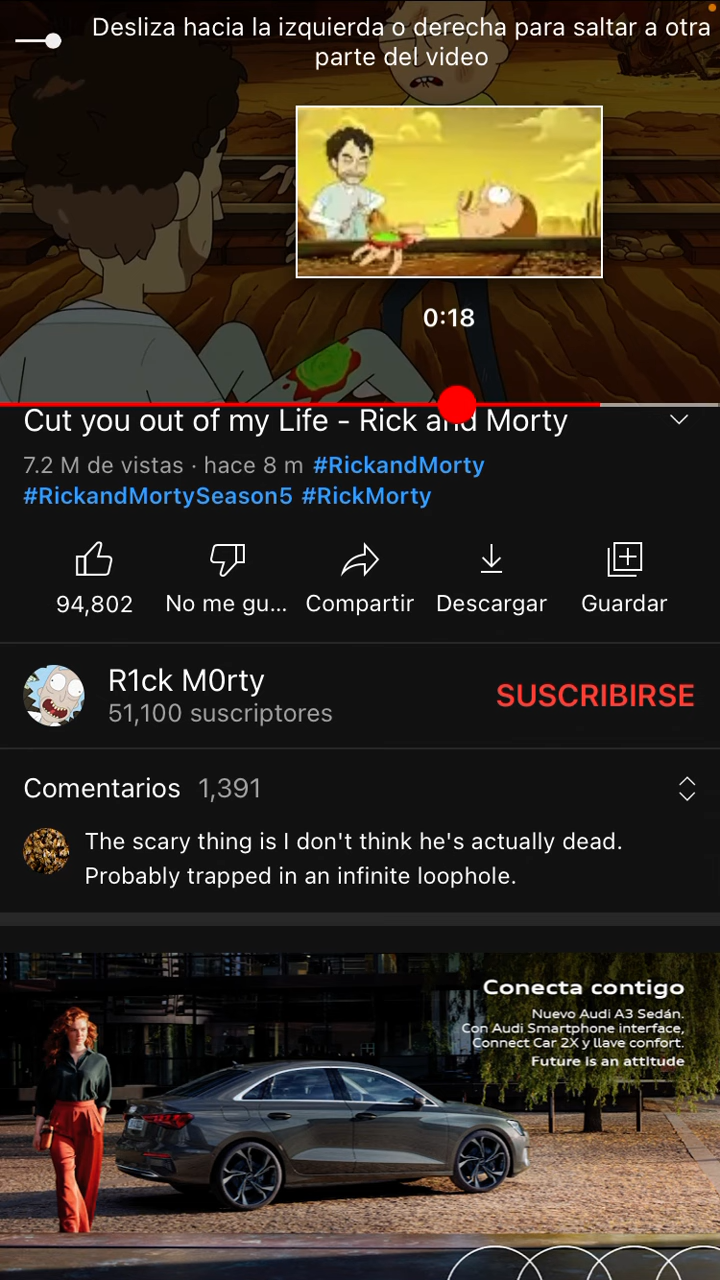 Desliza hacia la izquierda o derecha para saltar a otra
parte del video
0:18
Cut you out of my Life - Rick and Morty
7.2 M de vistas · hace 8 m #RickandMorty
#RickandMortySeason5 #RickMorty
94,802 No me gu... Compartir Descargar Guardar
R1ck M0rty
51,100 suscriptores
SUSCRIBIRSE
Comentarios 1,391
The scary thing is I don't think he's actually dead.
Probably trapped in an infinite loophole.
Conecta contigo
Nuevo Audi A3 Sedán.
Con Audi Smartphone interface,
Connect Car 2X y llave confort.
Future is an attitude